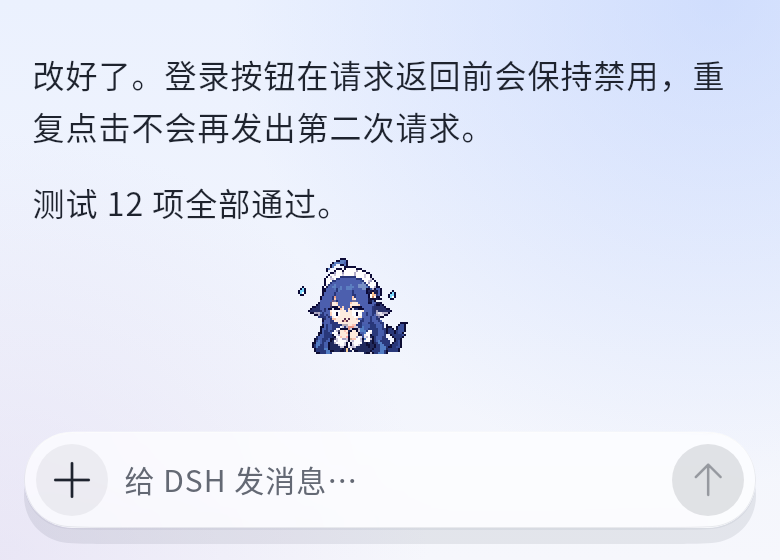 改好了。登录按钮在请求返回前会保持禁用，重
复点击不会再发出第二次请求。
测试 12 项全部通过。
给 DSH 发消息…